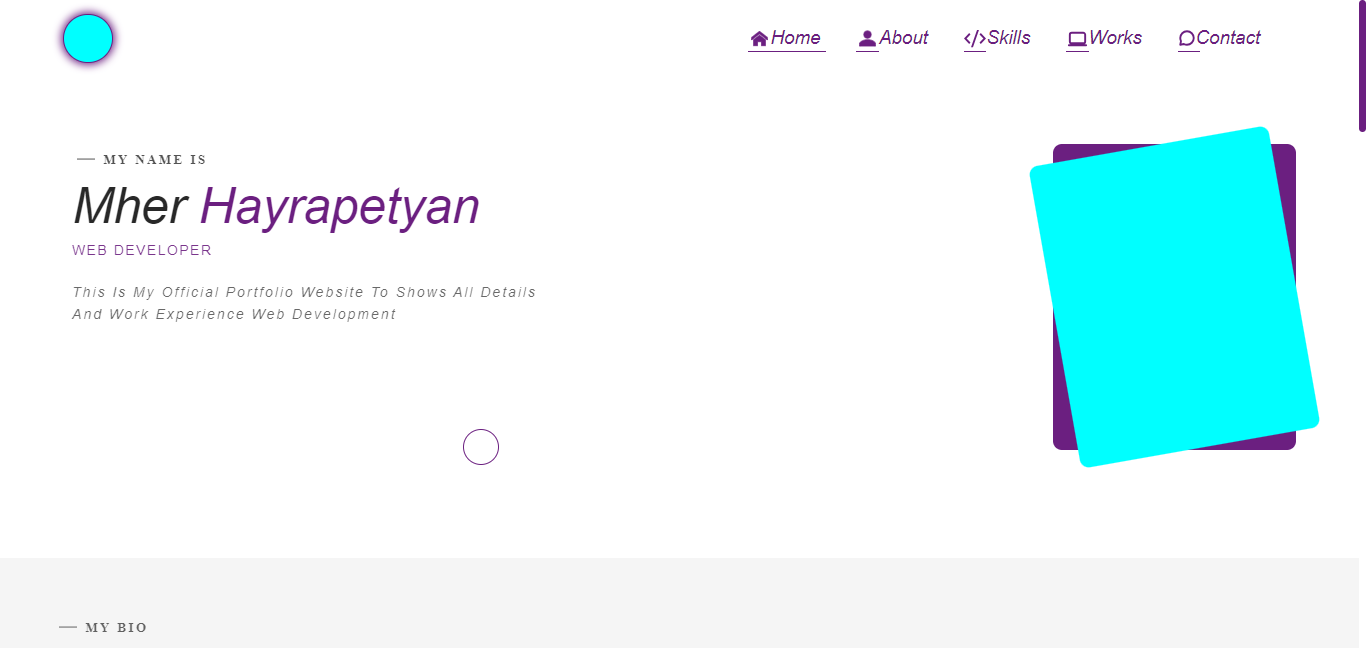 Home About Skills Works Contact
MY NAME IS
Mher Hayrapetyan
WEB DEVELOPER
This Is My Official Portfolio Website To Shows All Details
And Work Experience Web Development
MY BIO